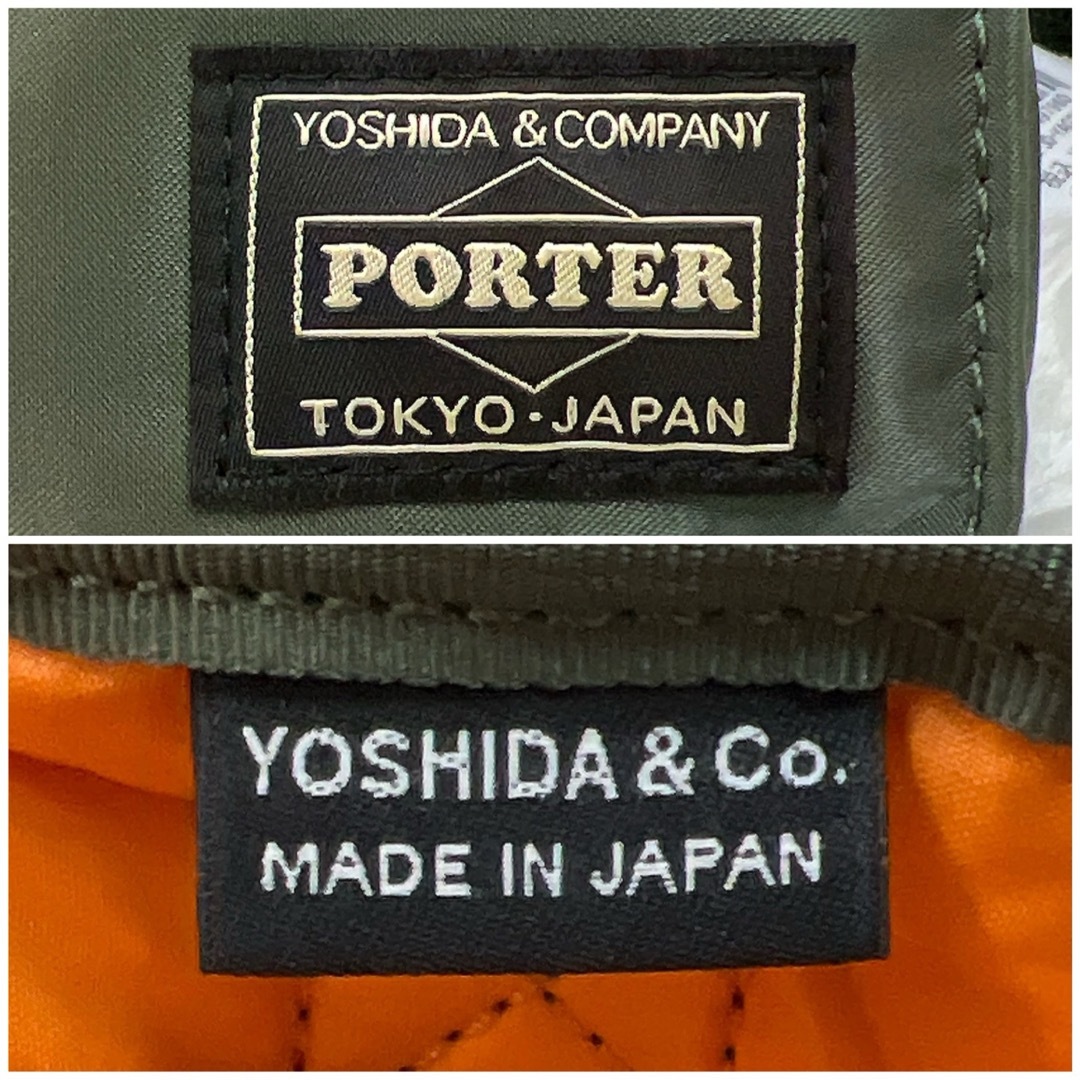 YOSHIDA & COMPANY
PORTER
TOKYO · JAPAN
YOSHIDA & Co.
MADE IN JAPAN